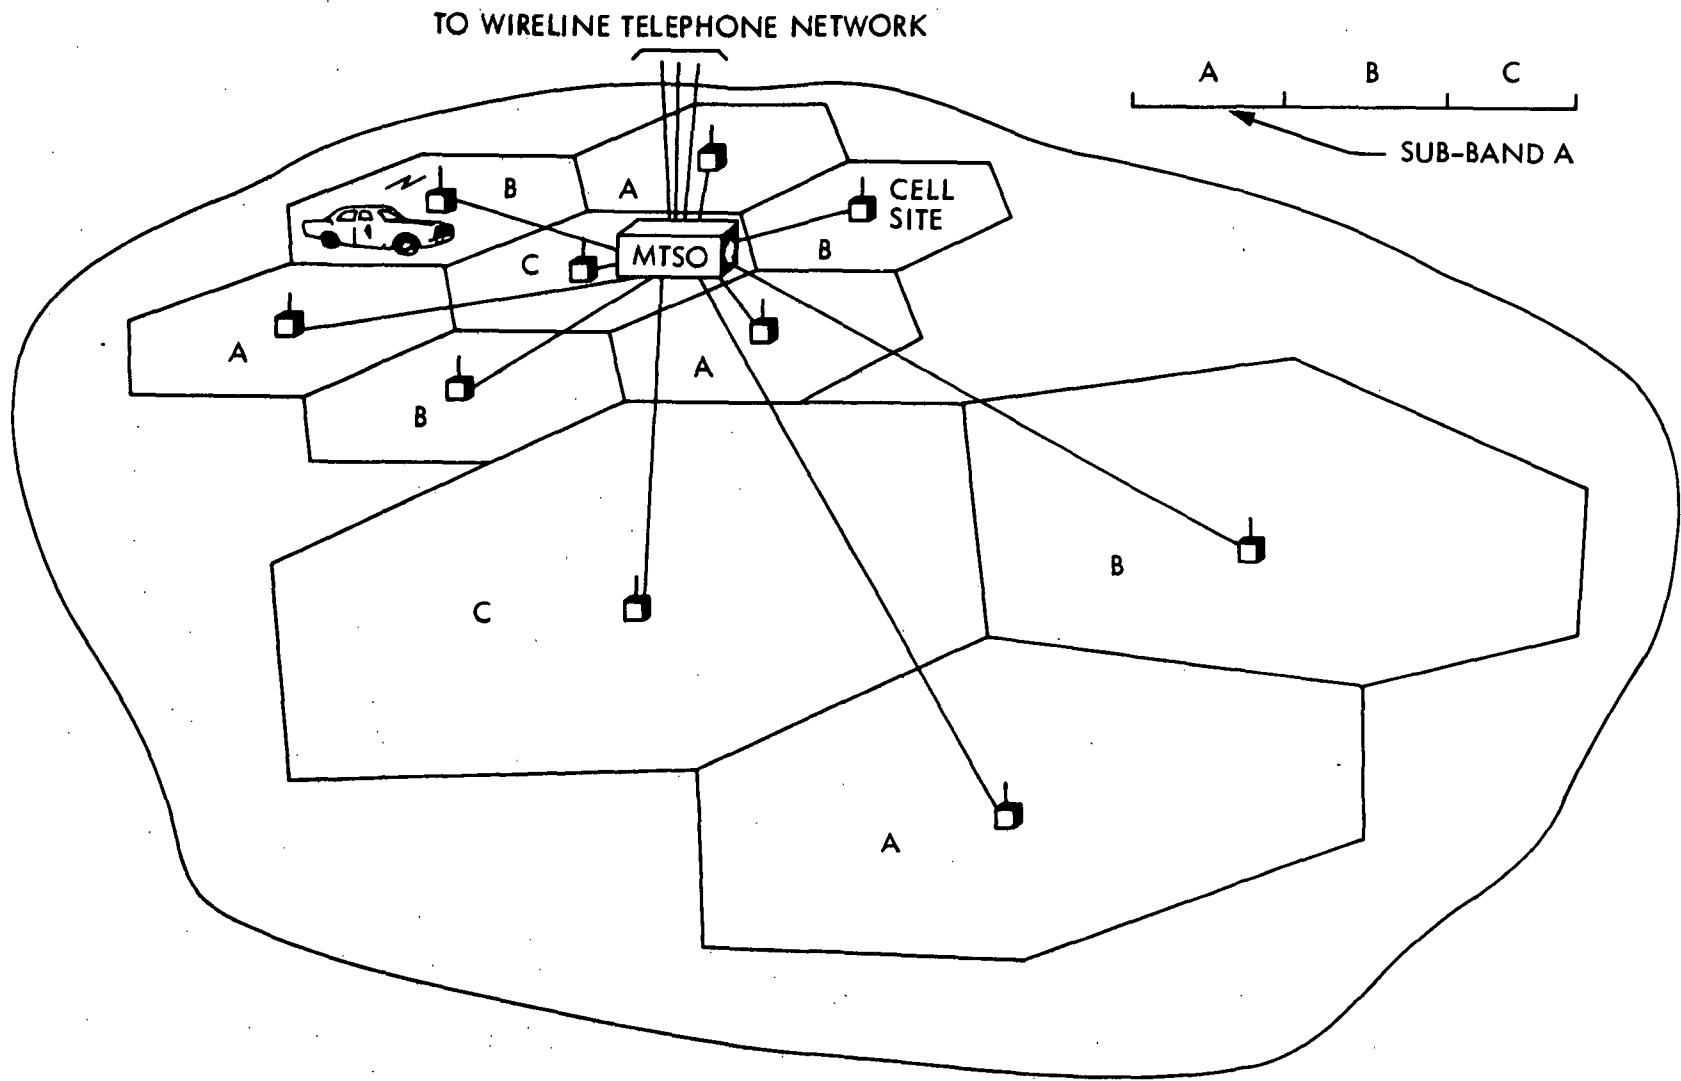 TO WIRELINE TELEPHONE NETWORK
A B C
SUB-BAND A
B
A
CELL
SITE
C
MTSO
B
A
A
B
B
C
A